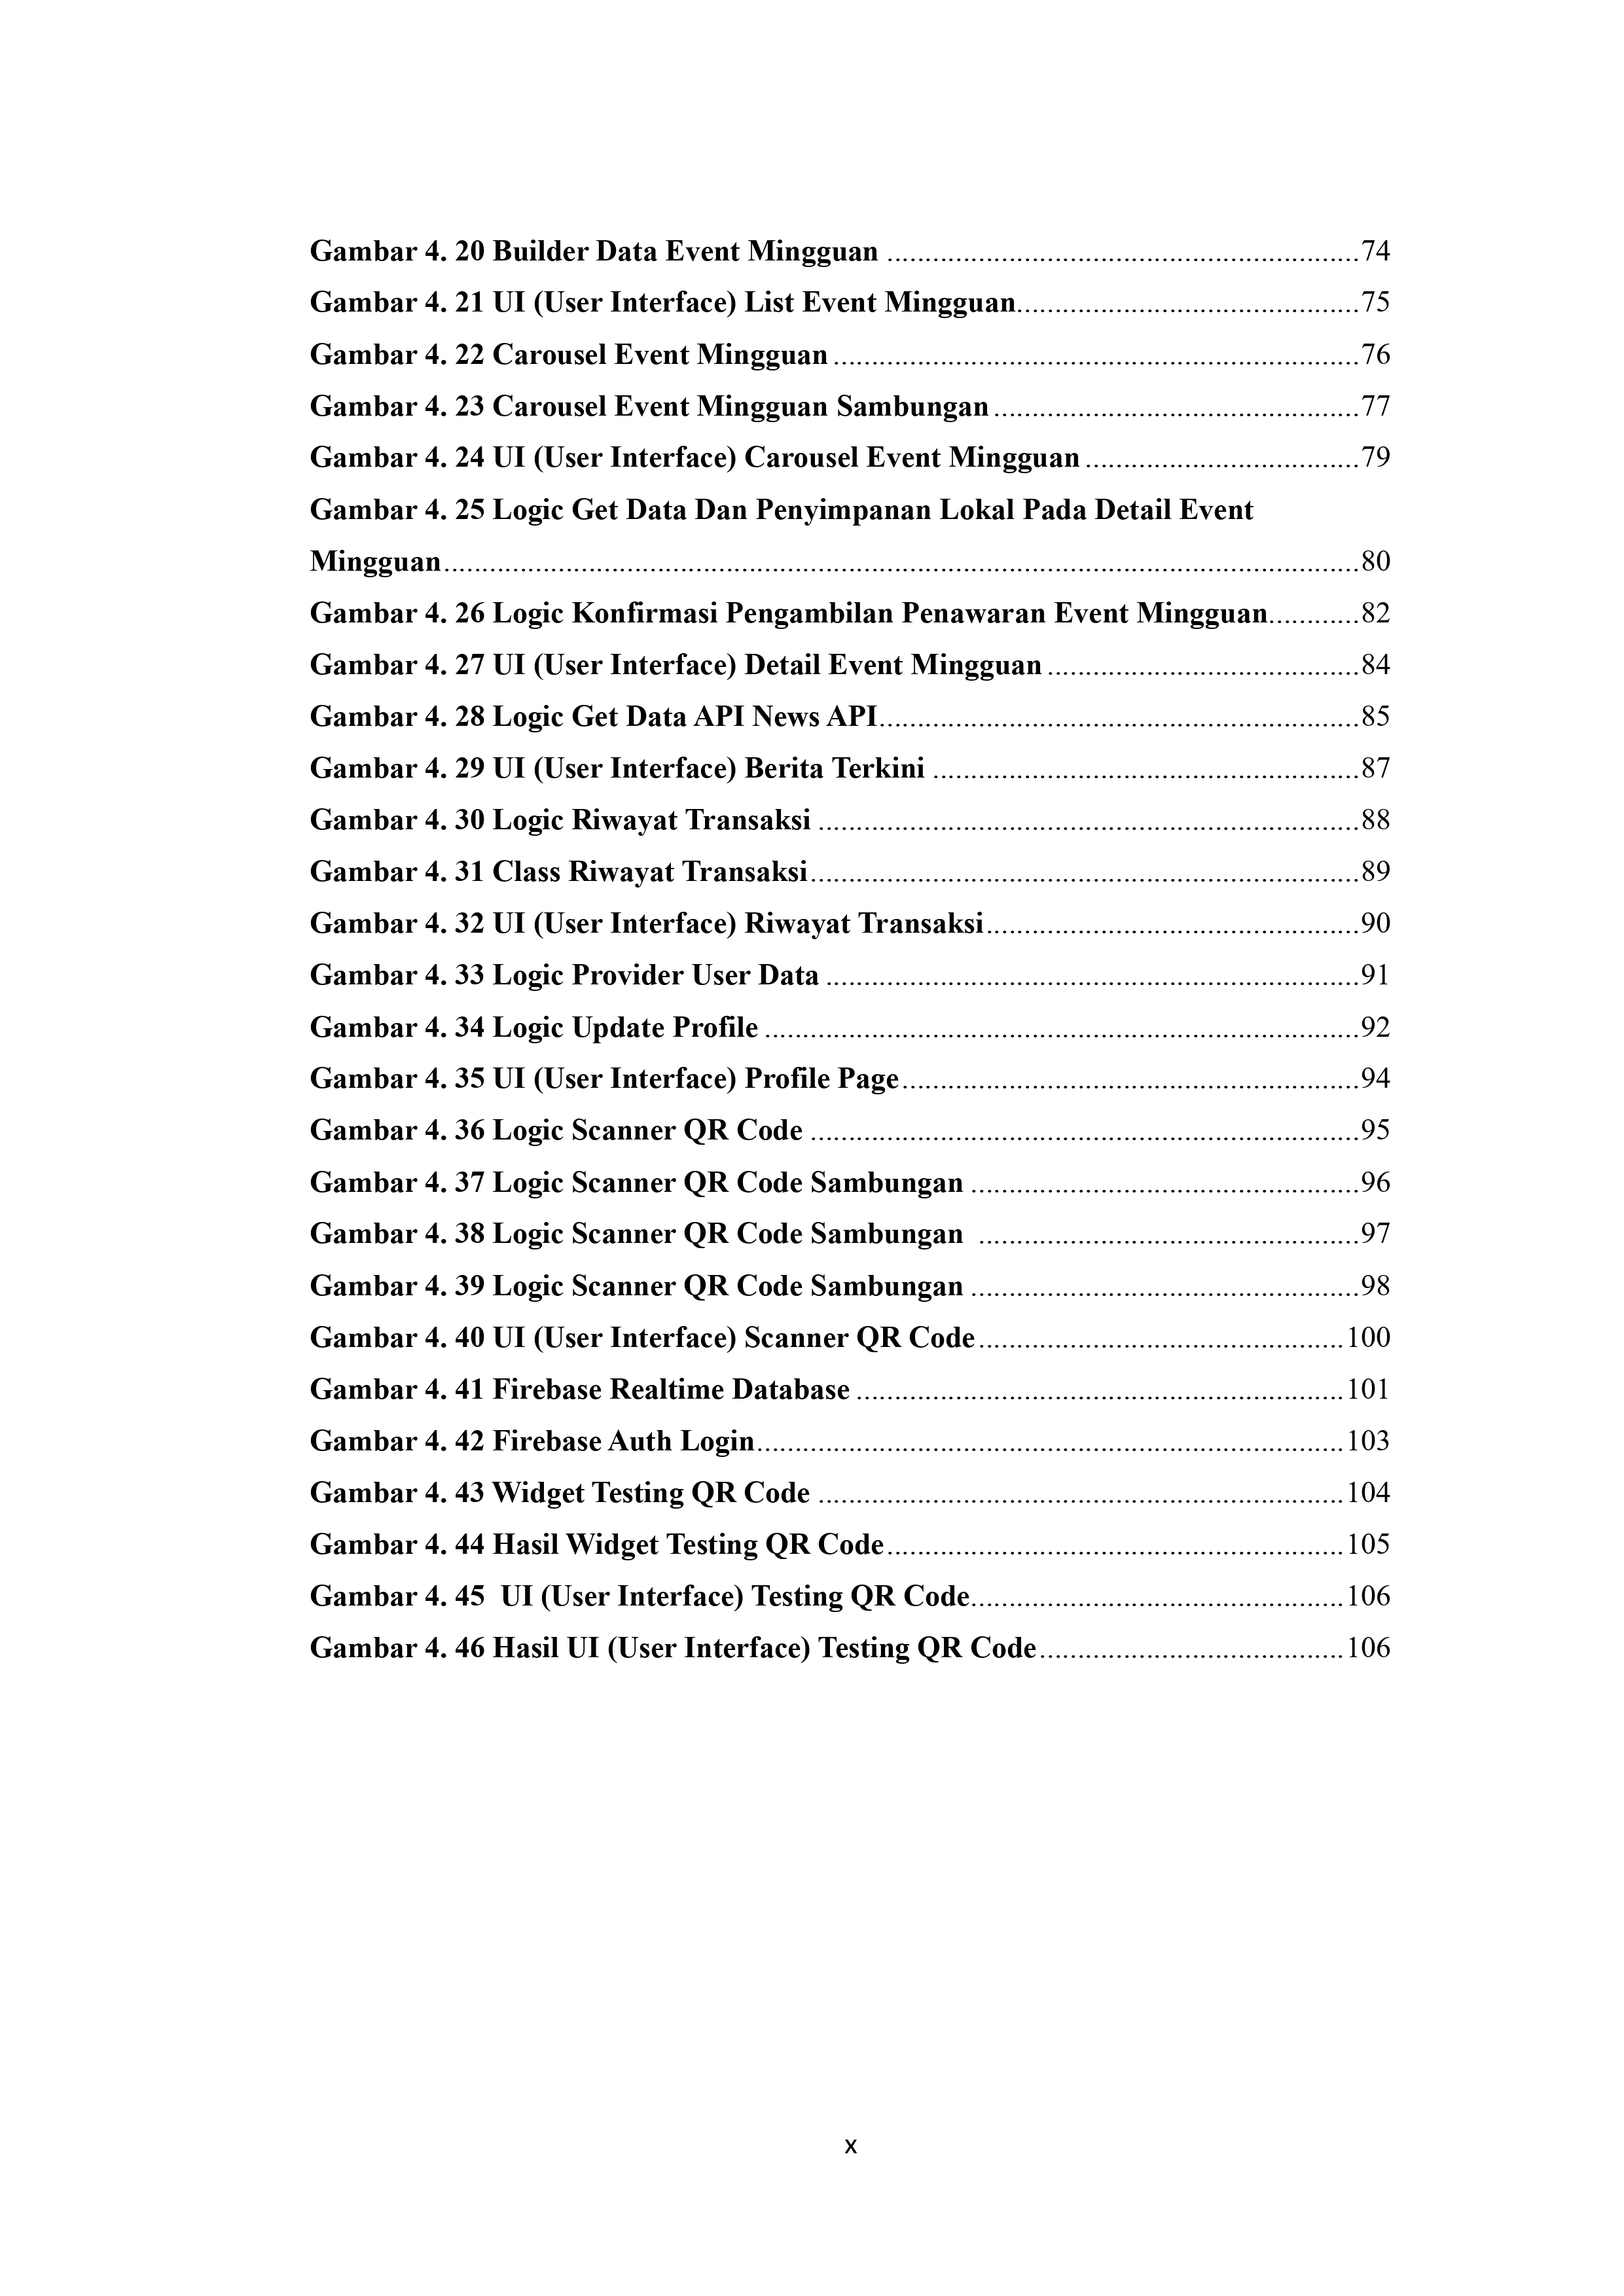 Gambar 4. 20 Builder Data Event Mingguan ..............................................................74
Gambar 4. 21 UI (User Interface) List Event Mingguan.............................................75
Gambar 4. 22 Carousel Event Mingguan .....................................................................76
Gambar 4. 23 Carousel Event Mingguan Sambungan ................................................77
Gambar 4. 24 UI (User Interface) Carousel Event Mingguan ....................................79
Gambar 4. 25 Logic Get Data Dan Penyimpanan Lokal Pada Detail Event
Mingguan........................................................................................................................80
Gambar 4. 26 Logic Konfirmasi Pengambilan Penawaran Event Mingguan............82
Gambar 4. 27 UI (User Interface) Detail Event Mingguan .........................................84
Gambar 4. 28 Logic Get Data API News API...............................................................85
Gambar 4. 29 UI (User Interface) Berita Terkini ........................................................87
Gambar 4. 30 Logic Riwayat Transaksi .......................................................................88
Gambar 4. 31 Class Riwayat Transaksi........................................................................89
Gambar 4. 32 UI (User Interface) Riwayat Transaksi.................................................90
Gambar 4. 33 Logic Provider User Data ......................................................................91
Gambar 4. 34 Logic Update Profile ..............................................................................92
Gambar 4. 35 UI (User Interface) Profile Page............................................................94
Gambar 4. 36 Logic Scanner QR Code ........................................................................95
Gambar 4. 37 Logic Scanner QR Code Sambungan ...................................................96
Gambar 4. 38 Logic Scanner QR Code Sambungan  ..................................................97
Gambar 4. 39 Logic Scanner QR Code Sambungan ...................................................98
Gambar 4. 40 UI (User Interface) Scanner QR Code................................................100
Gambar 4. 41 Firebase Realtime Database ................................................................101
Gambar 4. 42 Firebase Auth Login.............................................................................103
Gambar 4. 43 Widget Testing QR Code .....................................................................104
Gambar 4. 44 Hasil Widget Testing QR Code............................................................105
Gambar 4. 45  UI (User Interface) Testing QR Code.................................................106
Gambar 4. 46 Hasil UI (User Interface) Testing QR Code........................................106
x